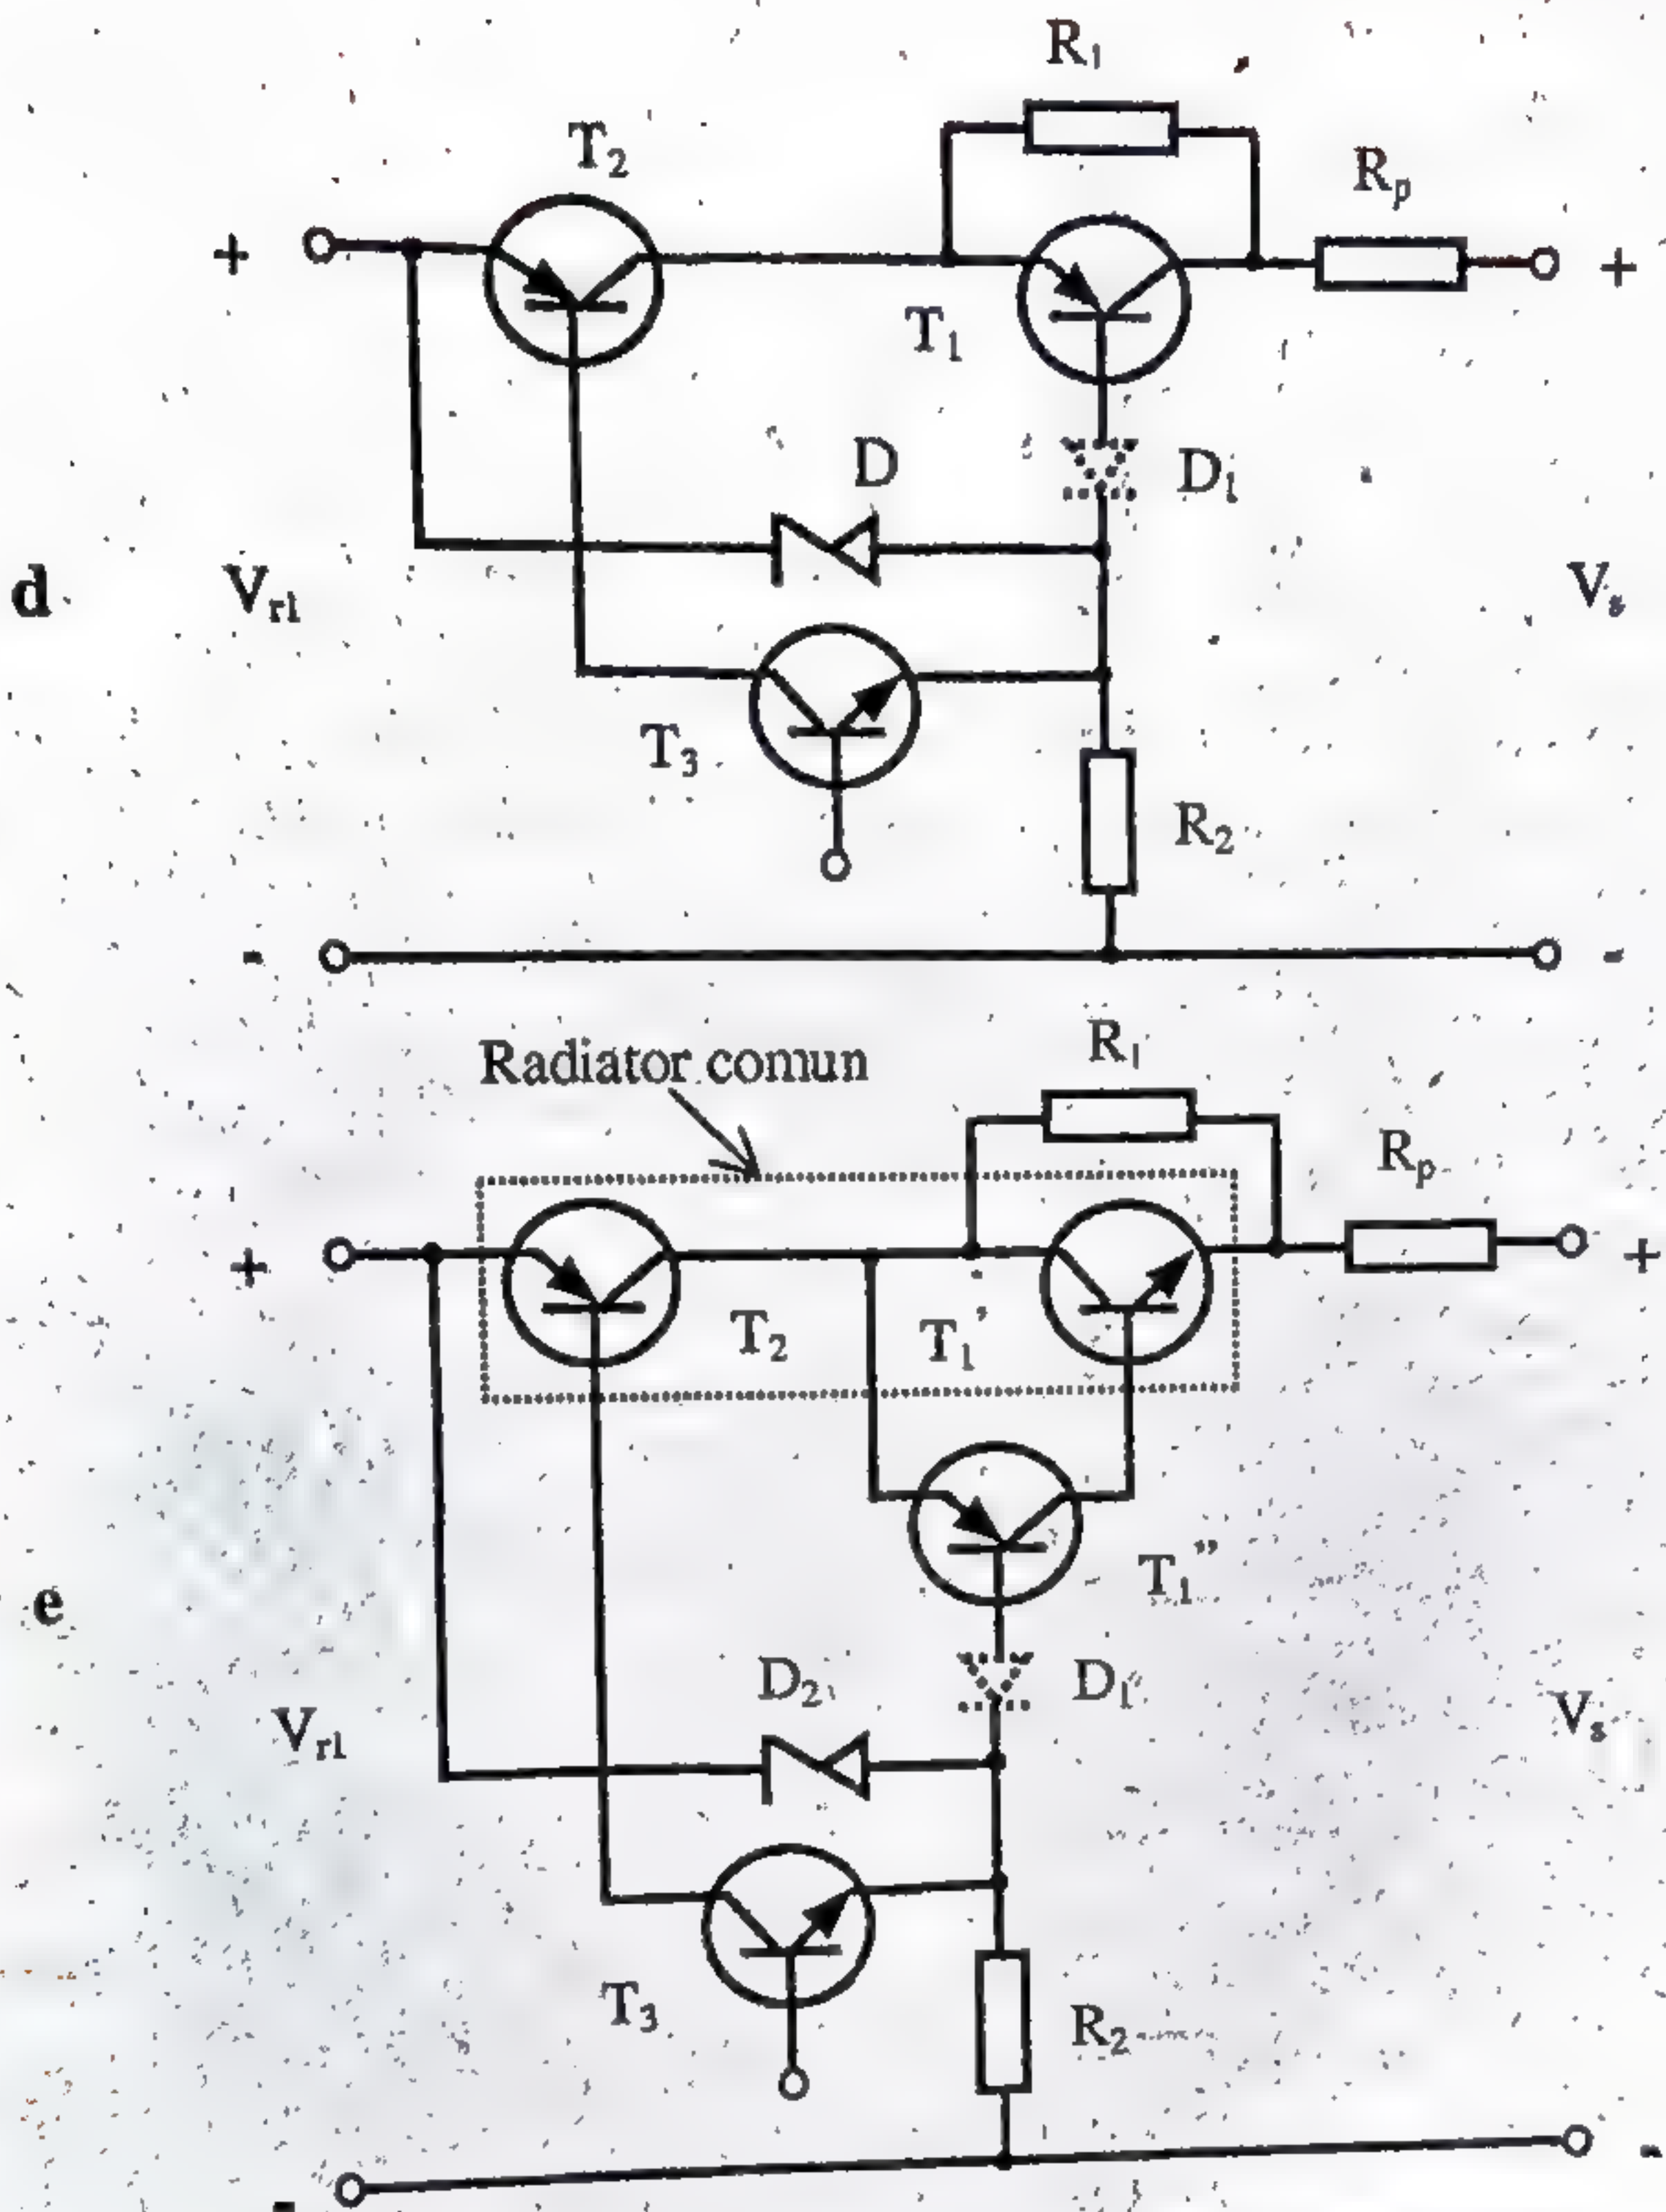 R₁
T₂
Rₚ
+
+
T₁
D
D₁
d
Vᵣ₁
Vₛ
T₃
R₂
-
-
Radiator comun
R₁
Rₚ
+
+
T₂
T₁'
T₁"
e
D₂
D₁
Vᵣ₁
Vₛ
T₃
R₂
-
-